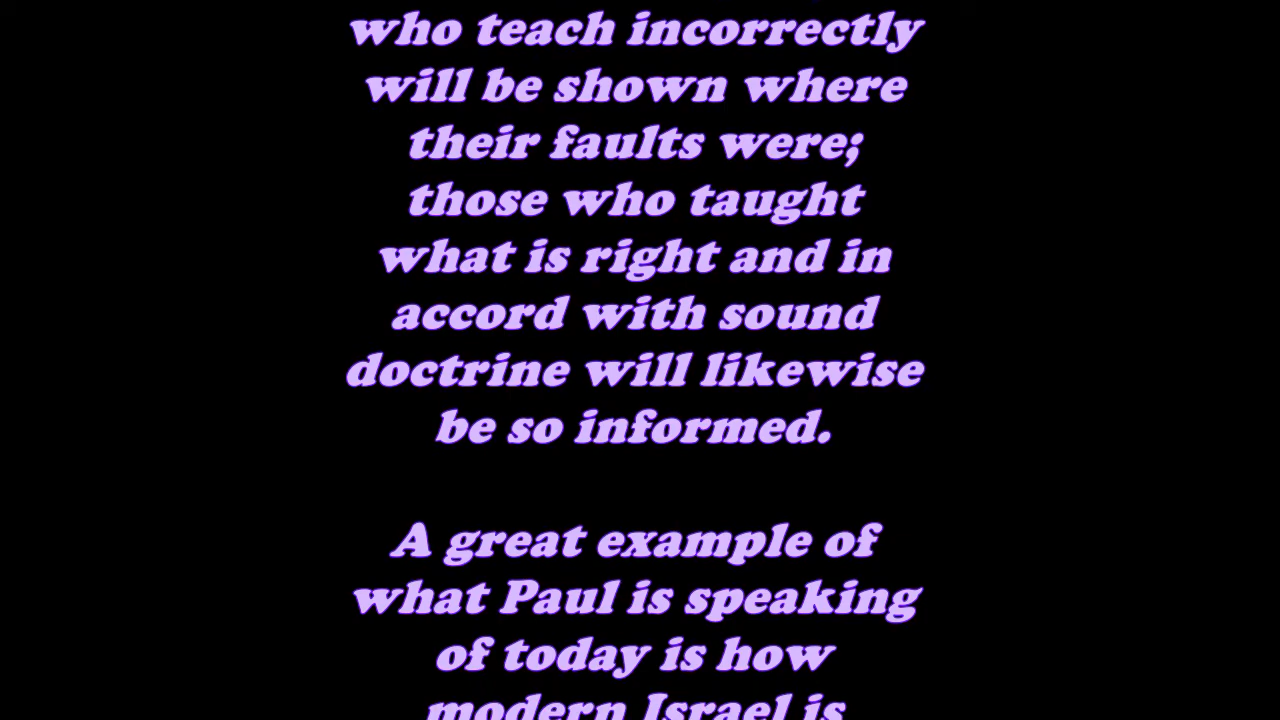 who teach incorrectly
will be shown where
their faults were;
those who taught
what is right and in
accord with sound
doctrine will likewise
be so informed.
A great example of
what Paul is speaking
of today is how
modern Israel is